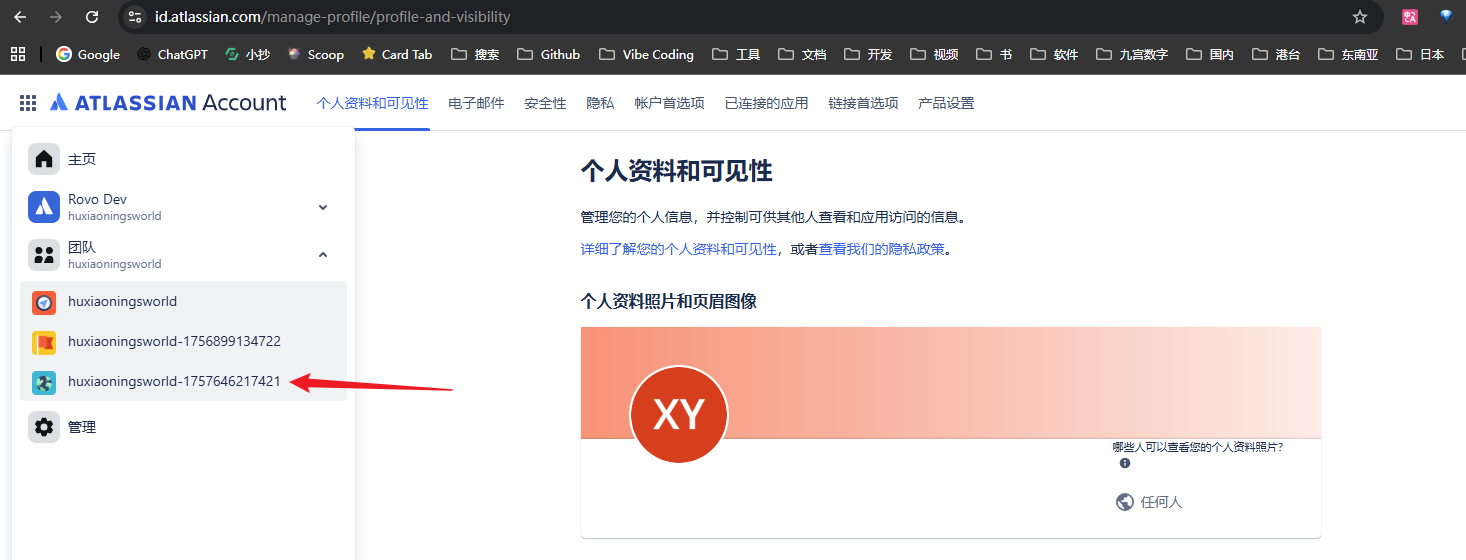 id.atlassian.com/manage-profile/profile-and-visibility
Google ChatGPT 小抄 Scoop Card Tab 搜索 Github Vibe Coding 工具 文档 开发 视频 书 软件 九宫数字 国内 港台 东南亚 日本
ATLASSIAN Account 个人资料和可见性 电子邮件 安全性 隐私 帐户首选项 已连接的应用 链接首选项 产品设置
主页
Rovo Dev
huxiaoningsworld
团队
huxiaoningsworld
huxiaoningsworld
huxiaoningsworld-1756899134722
huxiaoningsworld-1757646217421
管理
个人资料和可见性
管理您的个人信息，并控制可供其他人查看和应用访问的信息。
详细了解您的个人资料和可见性，或者查看我们的隐私政策。
个人资料照片和页眉图像
XY
哪些人可以查看您的个人资料照片？
任何人